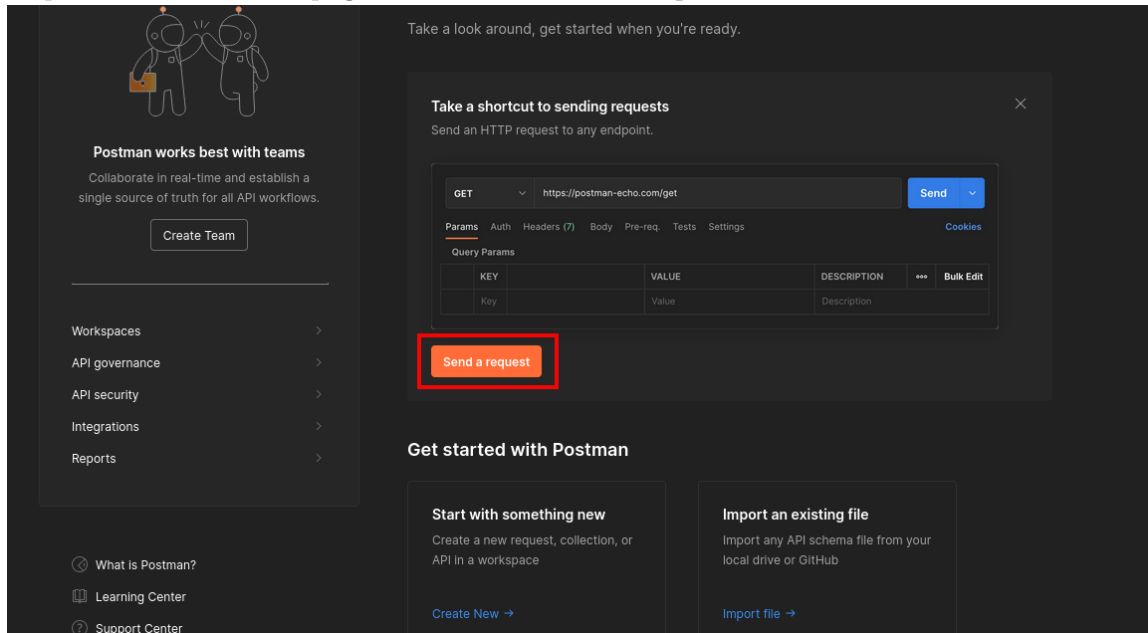 Take a look around, get started when you're ready.
Take a shortcut to sending requests
Send an HTTP request to any endpoint.
Postman works best with teams
Collaborate in real-time and establish a
single source of truth for all API workflows.
Create Team
GET https://postman-echo.com/get Send
Params Auth Headers (7) Body Pre-req. Tests Settings Cookies
Query Params
KEY VALUE DESCRIPTION ooo Bulk Edit
Key Value Description
Send a request
Workspaces
API governance
API security
Integrations
Reports
Get started with Postman
Start with something new
Create a new request, collection, or
API in a workspace
Create New →
Import an existing file
Import any API schema file from your
local drive or GitHub
Import file →
What is Postman?
Learning Center
Support Center